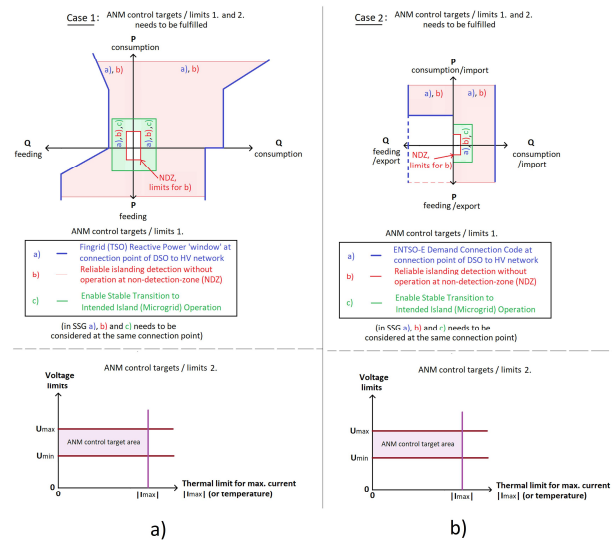 Case 1:
ANM control targets / limits 1. and 2.
needs to be fulfilled
P
consumption
a), b)
a), b)
a), b), c)
a), b), c)
Q
feeding
Q
consumption
NDZ,
limits for b)
P
feeding
ANM control targets / limits 1.
a)
Fingrid (TSO) Reactive Power 'window' at
connection point of DSO to HV network
b)
Reliable islanding detection without
operation at non-detection-zone (NDZ)
c)
Enable Stable Transition to
Intended Island (Microgrid) Operation
(in SSG a), b) and c) needs to be
considered at the same connection point)
ANM control targets / limits 2.
Voltage
limits
Umax
ANM control target area
Umin
0
0
|Imax|
Thermal limit for max. current
|Imax| (or temperature)
a)
Case 2:
ANM control targets / limits 1. and 2.
needs to be fulfilled
P
consumption/import
a), b)
a), b)
a), b), c)
Q
feeding
/export
Q
consumption
/import
NDZ,
limits for b)
P
feeding/export
ANM control targets / limits 1.
a)
ENTSO-E Demand Connection Code at
connection point of DSO to HV network
b)
Reliable islanding detection without
operation at non-detection-zone (NDZ)
c)
Enable Stable Transition to
Intended Island (Microgrid) Operation
(in SSG a), b) and c) needs to be
considered at the same connection point)
ANM control targets / limits 2.
Voltage
limits
Umax
ANM control target area
Umin
0
0
|Imax|
Thermal limit for max. current
|Imax| (or temperature)
b)